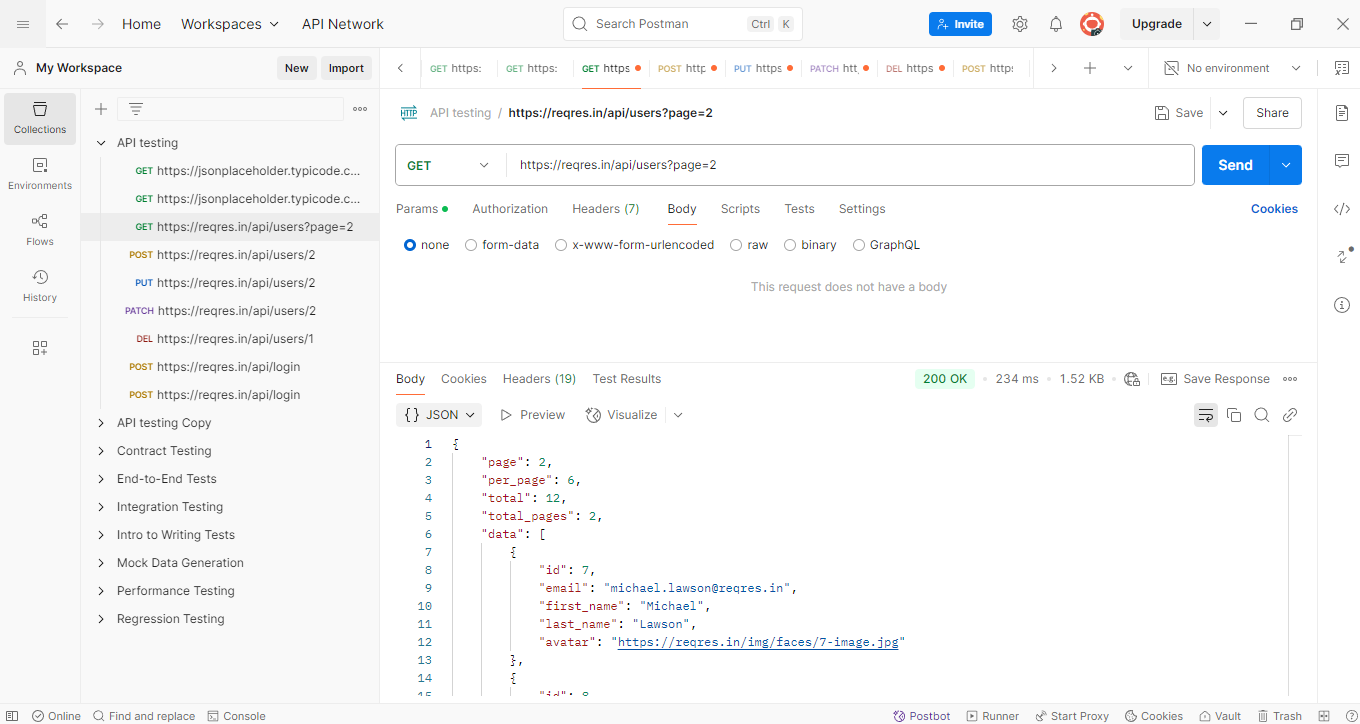 Home Workspaces API Network Search Postman Ctrl K Invite Upgrade
My Workspace New Import GET https: GET https: GET https POST http PUT https PATCH htt DEL https POST https No environment
Collections
Environments
Flows
History
API testing
GET https://jsonplaceholder.typicode.c...
GET https://jsonplaceholder.typicode.c...
GET https://reqres.in/api/users?page=2
POST https://reqres.in/api/users/2
PUT https://reqres.in/api/users/2
PATCH https://reqres.in/api/users/2
DEL https://reqres.in/api/users/1
POST https://reqres.in/api/login
POST https://reqres.in/api/login
API testing Copy
Contract Testing
End-to-End Tests
Integration Testing
Intro to Writing Tests
Mock Data Generation
Performance Testing
Regression Testing
HTTP API testing / https://reqres.in/api/users?page=2 Save Share
GET https://reqres.in/api/users?page=2 Send
Params Authorization Headers (7) Body Scripts Tests Settings Cookies
none form-data x-www-form-urlencoded raw binary GraphQL
This request does not have a body
Body Cookies Headers (19) Test Results 200 OK 234 ms 1.52 KB e.g. Save Response
{} JSON Preview Visualize
1 {
2 "page": 2,
3 "per_page": 6,
4 "total": 12,
5 "total_pages": 2,
6 "data": [
7 {
8 "id": 7,
9 "email": "michael.lawson@reqres.in",
10 "first_name": "Michael",
11 "last_name": "Lawson",
12 "avatar": "https://reqres.in/img/faces/7-image.jpg"
13 },
14 {
15 "id": 8
Online Find and replace Console Postbot Runner Start Proxy Cookies Vault Trash